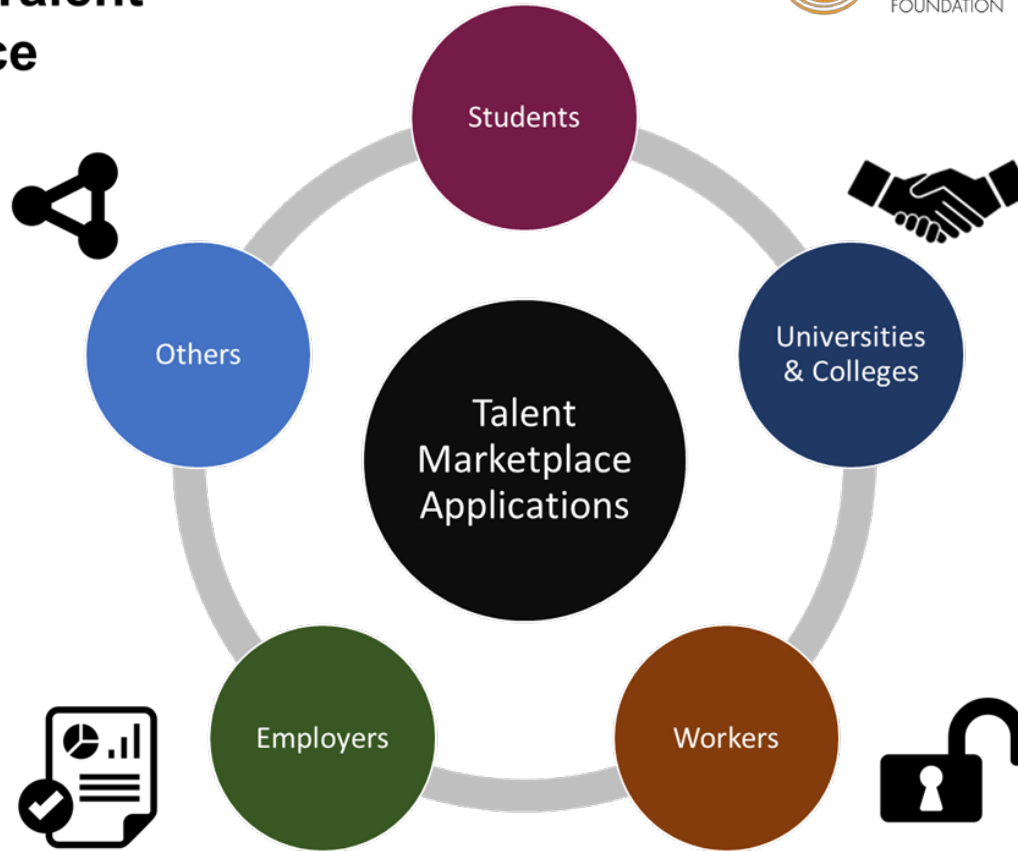 ce
FOUNDATION
Students
Others
Universities
& Colleges
Talent
Marketplace
Applications
Employers
Workers